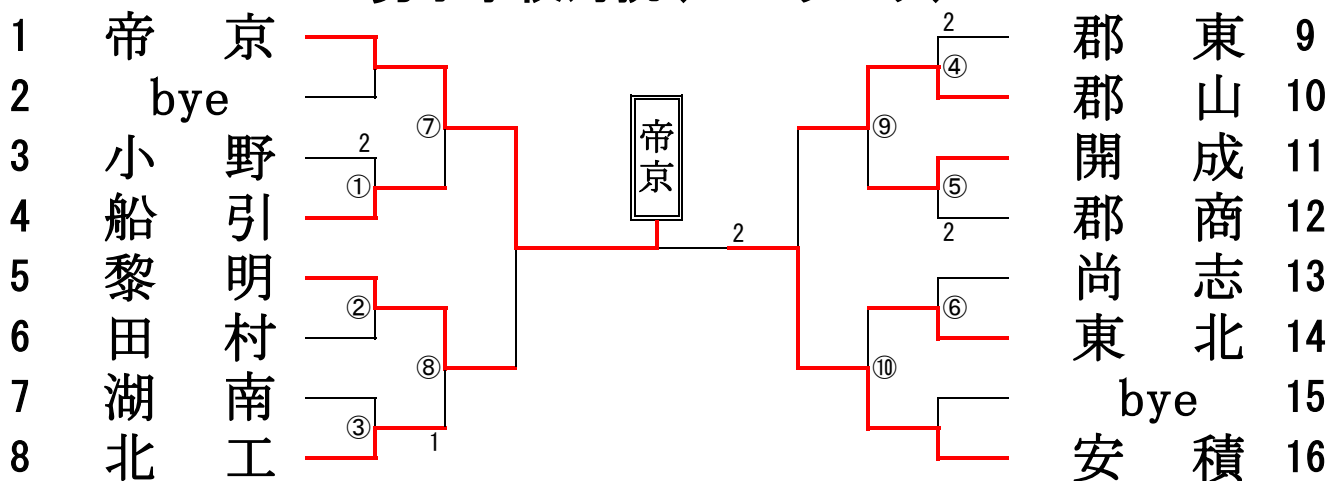 1 帝 京
2 bye
3 小 野 2
①
4 船 引
⑦
5 黎 明
②
6 田 村
⑧
7 湖 南
③ 1
8 北 工
帝京
2
2 郡 東 9
④
郡 山 10
⑨
開 成 11
⑤
2 郡 商 12
尚 志 13
⑥
東 北 14
⑩
bye 15
安 積 16